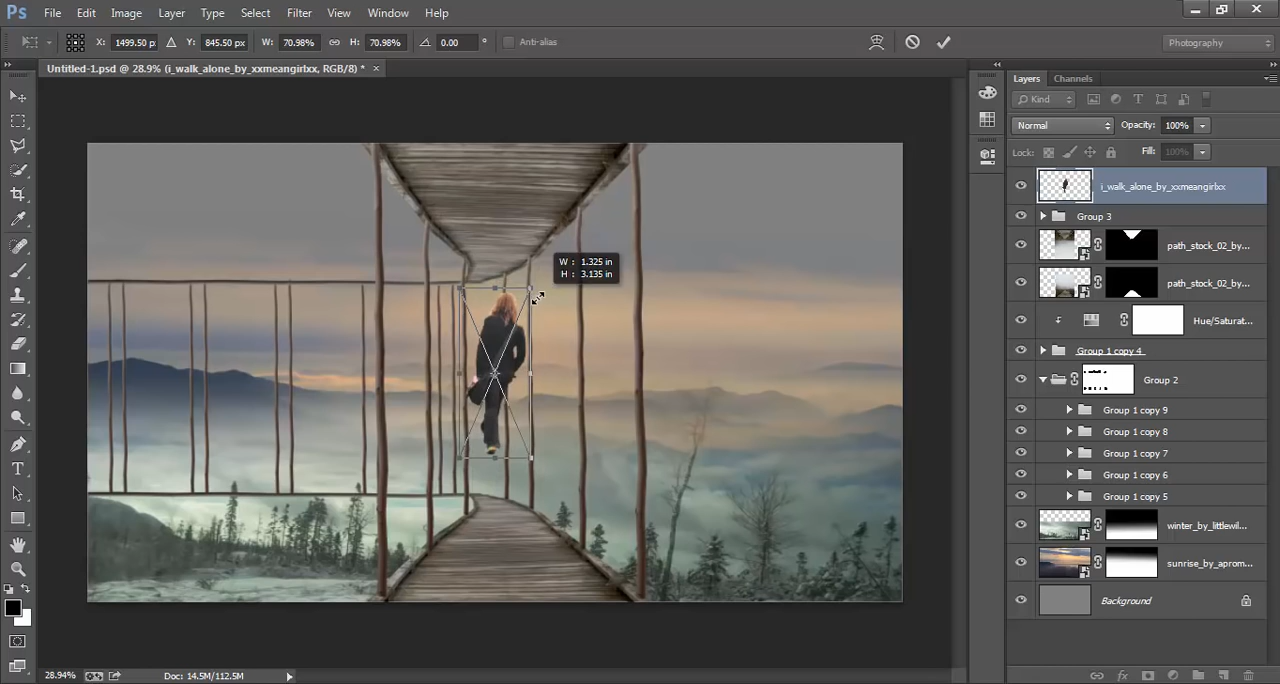 Ps File Edit Image Layer Type Select Filter View Window Help
X: 1499.50 px Y: 845.50 px W: 70.98% H: 70.98% 0.00 ° Anti-alias Photography
Untitled-1.psd @ 28.9% (i_walk_alone_by_xxmeangirlxx, RGB/8) * ×
Layers Channels
Kind
Normal Opacity: 100%
Lock: Fill: 100%
i_walk_alone_by_xxmeangirlxx
Group 3
path_stock_02_by...
W : 1.325 in
H : 3.135 in
path_stock_02_by...
Hue/Saturat...
Group 1 copy 4
Group 2
Group 1 copy 9
Group 1 copy 8
Group 1 copy 7
Group 1 copy 6
Group 1 copy 5
winter_by_littlewil...
sunrise_by_aprom...
Background
28.94% Doc: 14.5M/112.5M